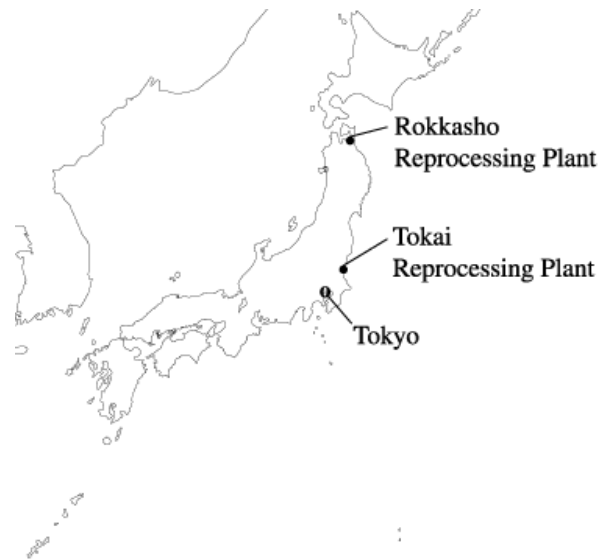 Rokkasho
Reprocessing Plant
Tokai
Reprocessing Plant
Tokyo